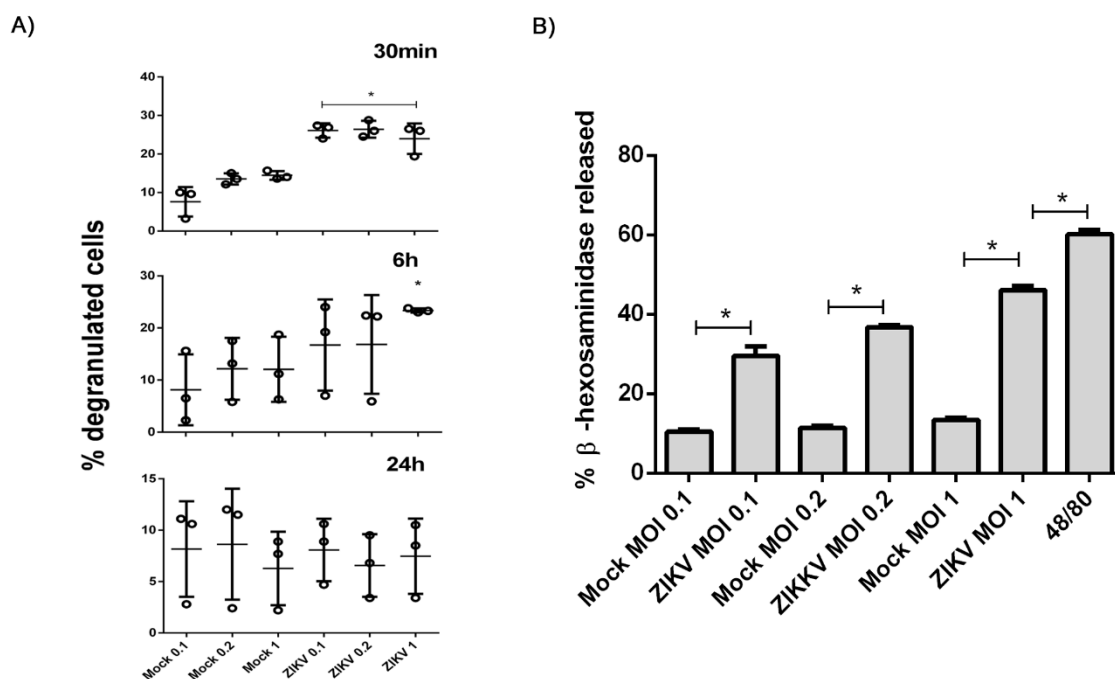 A)
30min
40
30
20
10
0
*
6h
30
20
10
0
*
24h
15
10
5
0
% degranulated cells
Mock 0.1
Mock 0.2
Mock 1
ZIKV 0.1
ZIKV 0.2
ZIKV 1
B)
% β -hexosaminidase released
80
60
40
20
0
*
*
*
*
Mock MOI 0.1
ZIKV MOI 0.1
Mock MOI 0.2
ZIKKV MOI 0.2
Mock MOI 1
ZIKV MOI 1
48/80